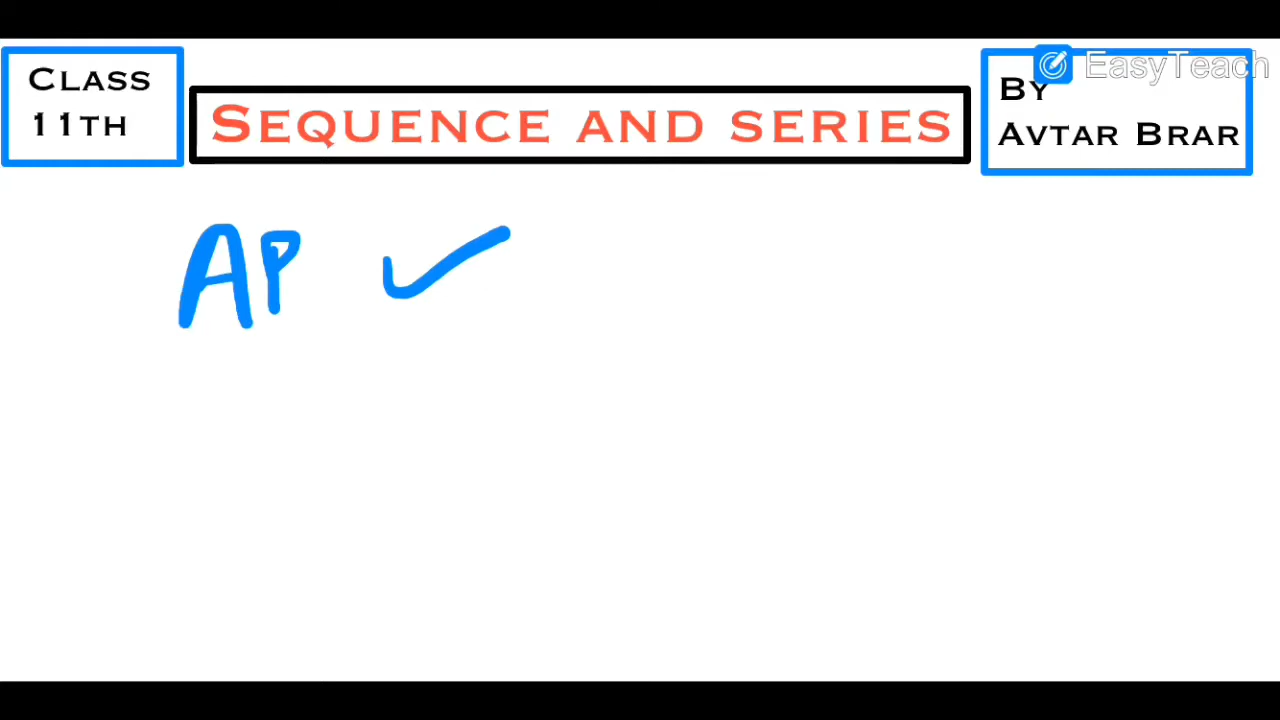 CLASS
11TH
SEQUENCE AND SERIES
EasyTeach
BY
AVTAR BRAR
AP ✓